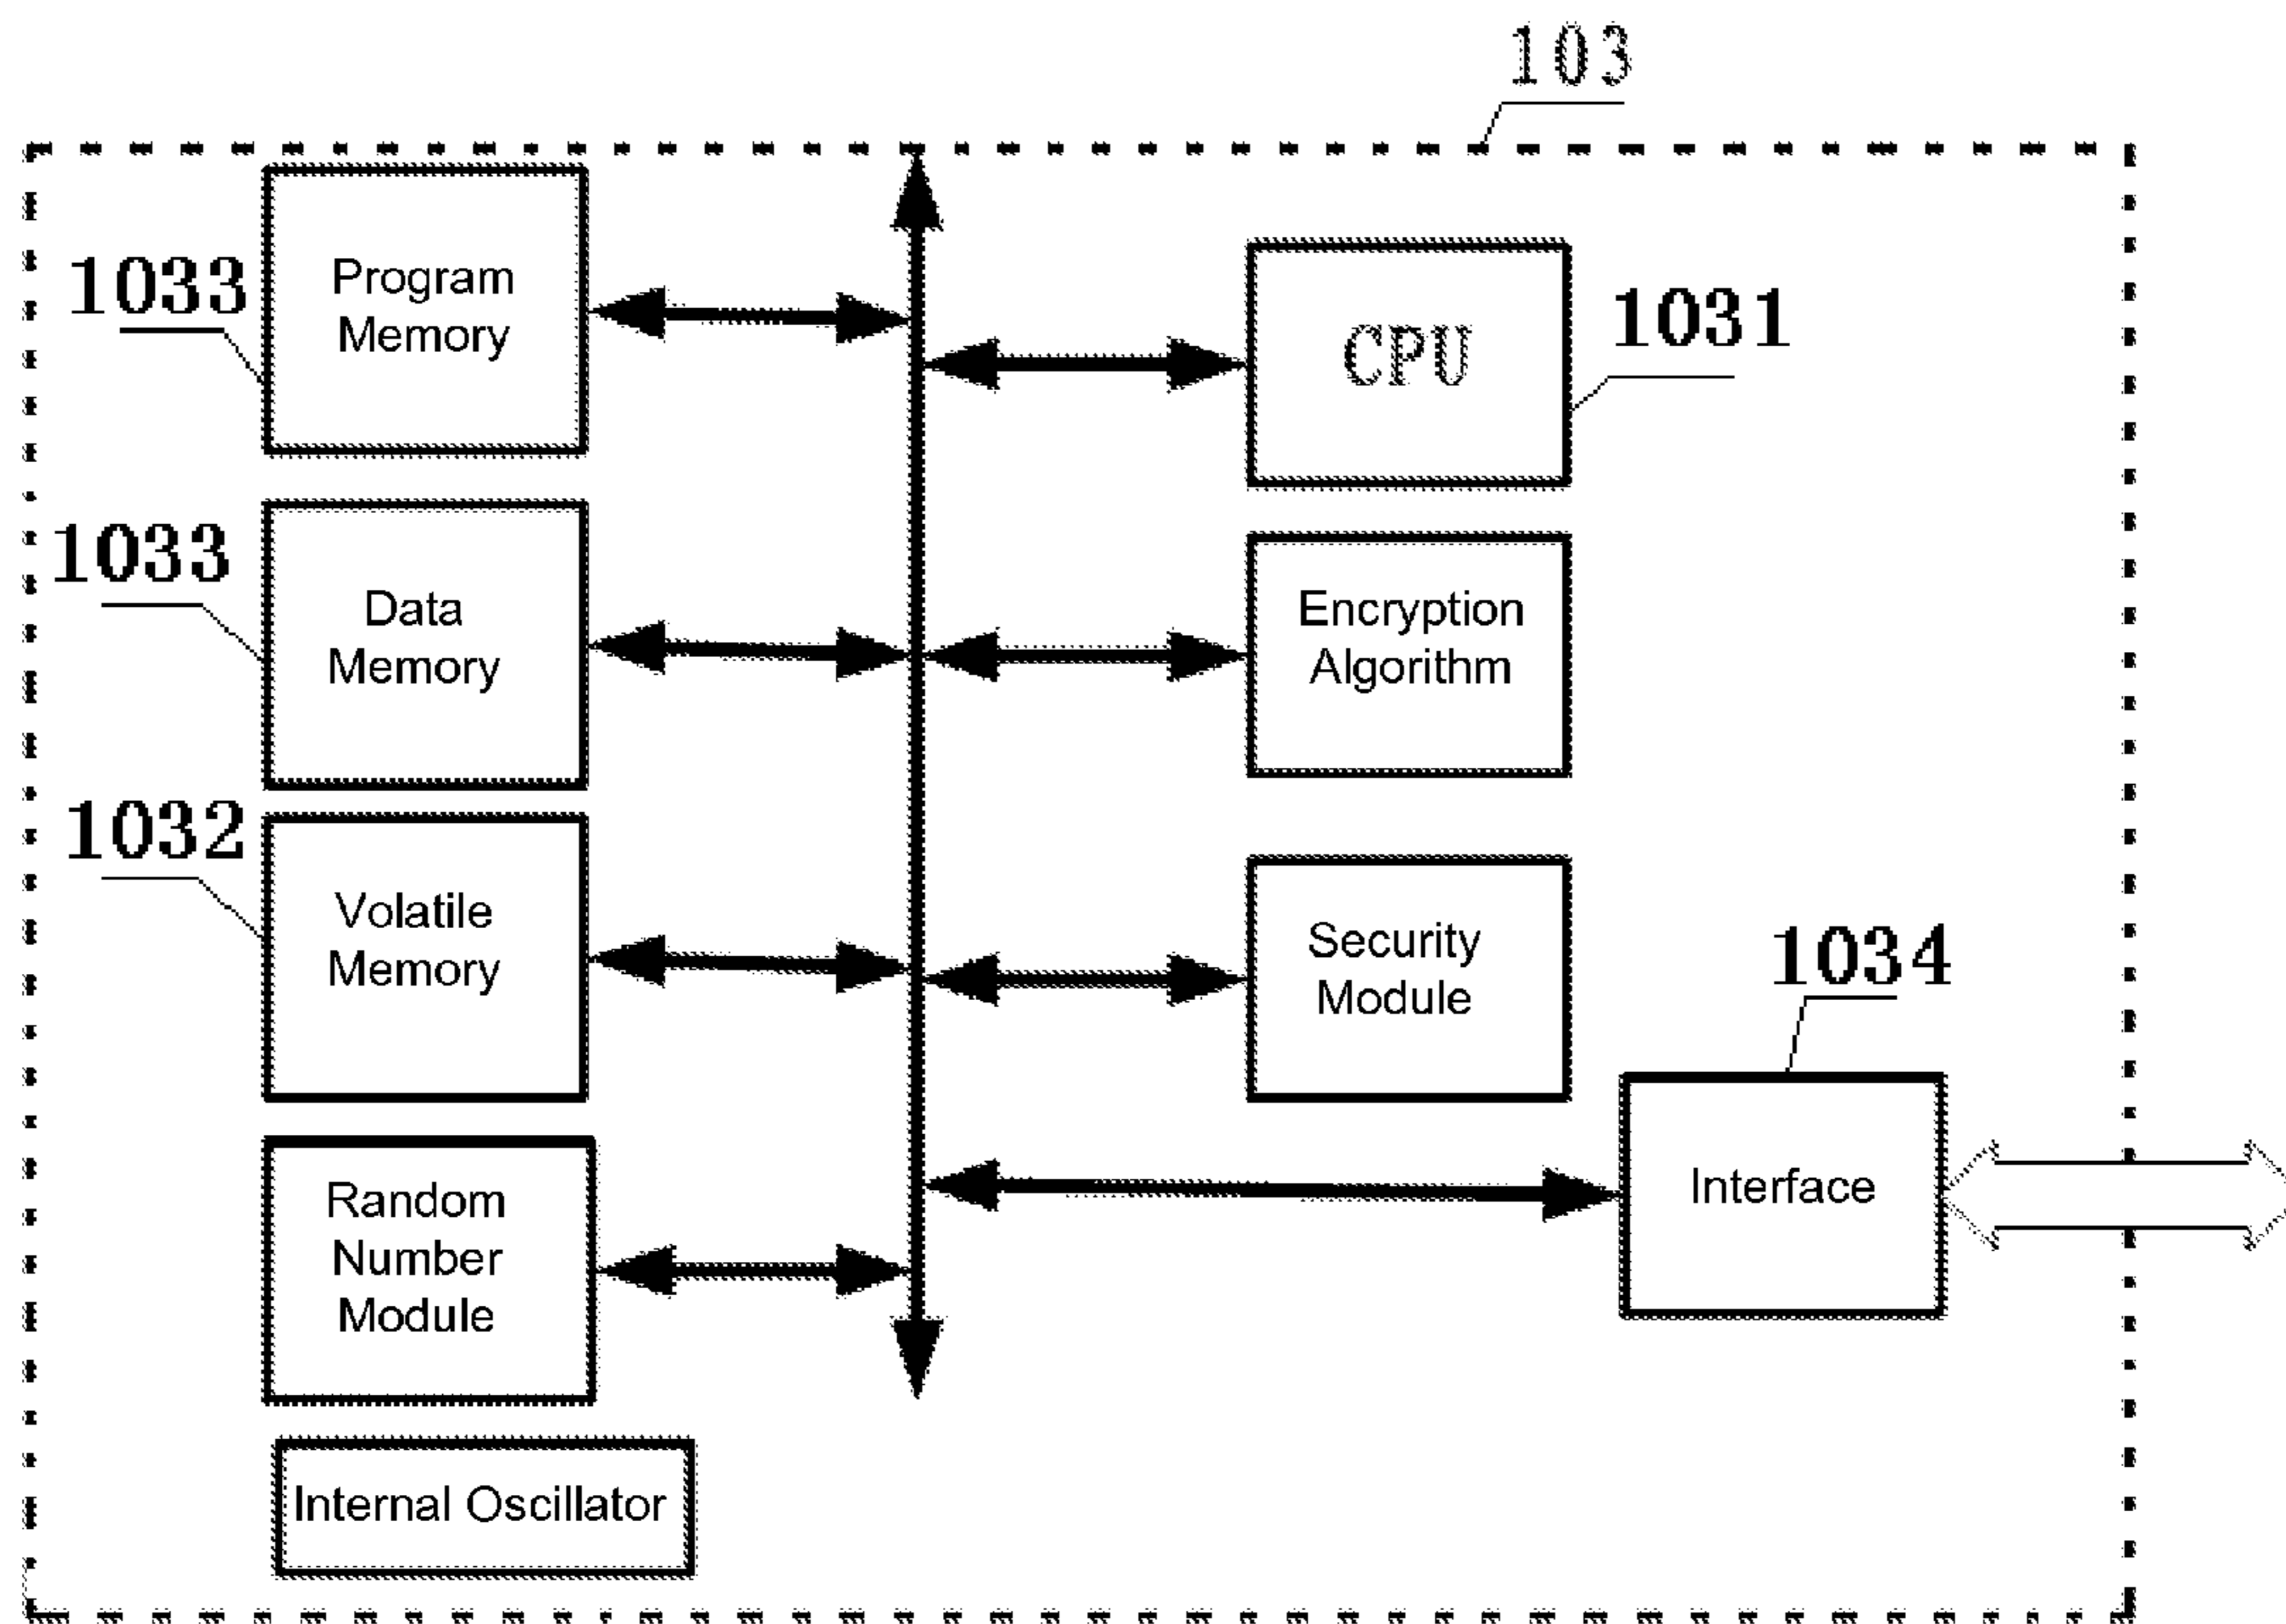 103
1033
Program
Memory
CPU
1031
1033
Data
Memory
Encryption
Algorithm
1032
Volatile
Memory
Security
Module
1034
Random
Number
Module
Interface
Internal Oscillator